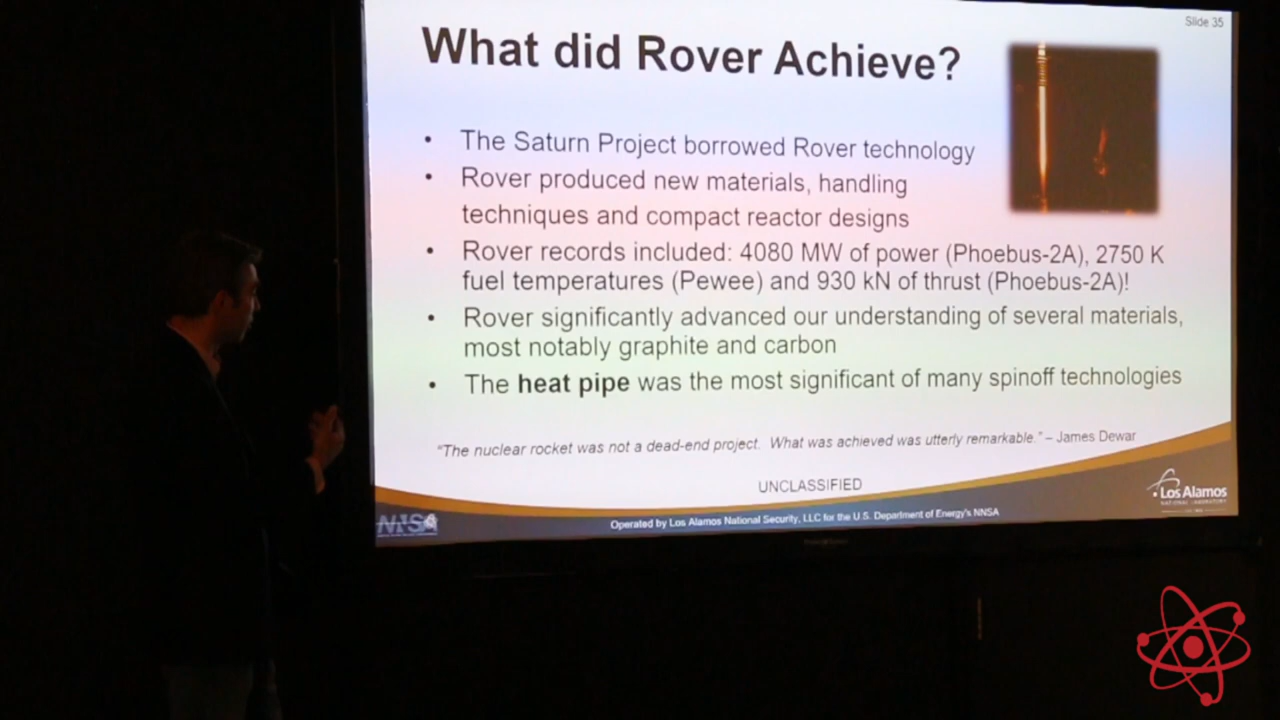 Slide 35
What did Rover Achieve?
• The Saturn Project borrowed Rover technology
• Rover produced new materials, handling
techniques and compact reactor designs
• Rover records included: 4080 MW of power (Phoebus-2A), 2750 K
fuel temperatures (Pewee) and 930 kN of thrust (Phoebus-2A)!
• Rover significantly advanced our understanding of several materials,
most notably graphite and carbon
• The heat pipe was the most significant of many spinoff technologies
“The nuclear rocket was not a dead-end project. What was achieved was utterly remarkable.” – James Dewar
UNCLASSIFIED
Los Alamos
NATIONAL LABORATORY
NNSA
Operated by Los Alamos National Security, LLC for the U.S. Department of Energy's NNSA